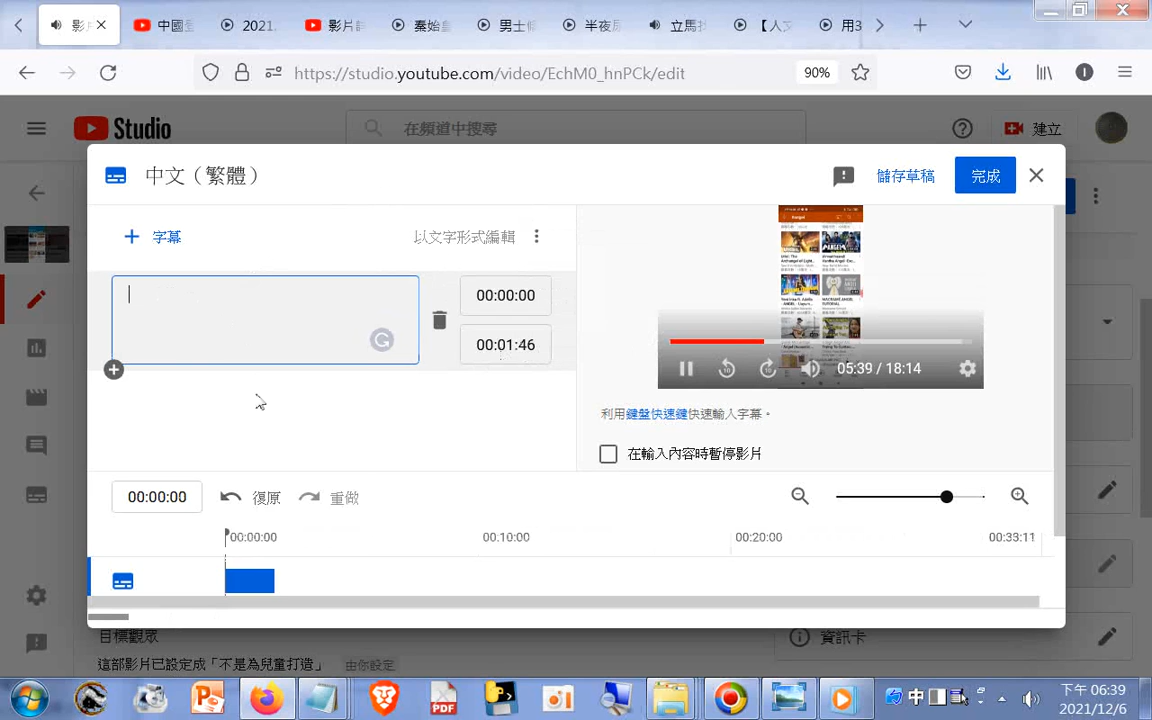 影片
中國
2021.
影片詳
秦始皇
男士
半夜
立馬
【人
用3
https://studio.youtube.com/video/EchM0_hnPCk/edit
90%
Studio
在頻道中搜尋
建立
中文（繁體）
儲存草稿
完成
字幕
以文字形式編輯
00:00:00
00:01:46
05:39 / 18:14
利用鍵盤快速鍵快速輸入字幕。
在輸入內容時暫停影片
00:00:00
復原
重做
00:00:00
00:10:00
00:20:00
00:33:11
目標觀眾
這部影片已設定成「不是為兒童打造」
由你設定
資訊卡
中
下午 06:39
2021/12/6